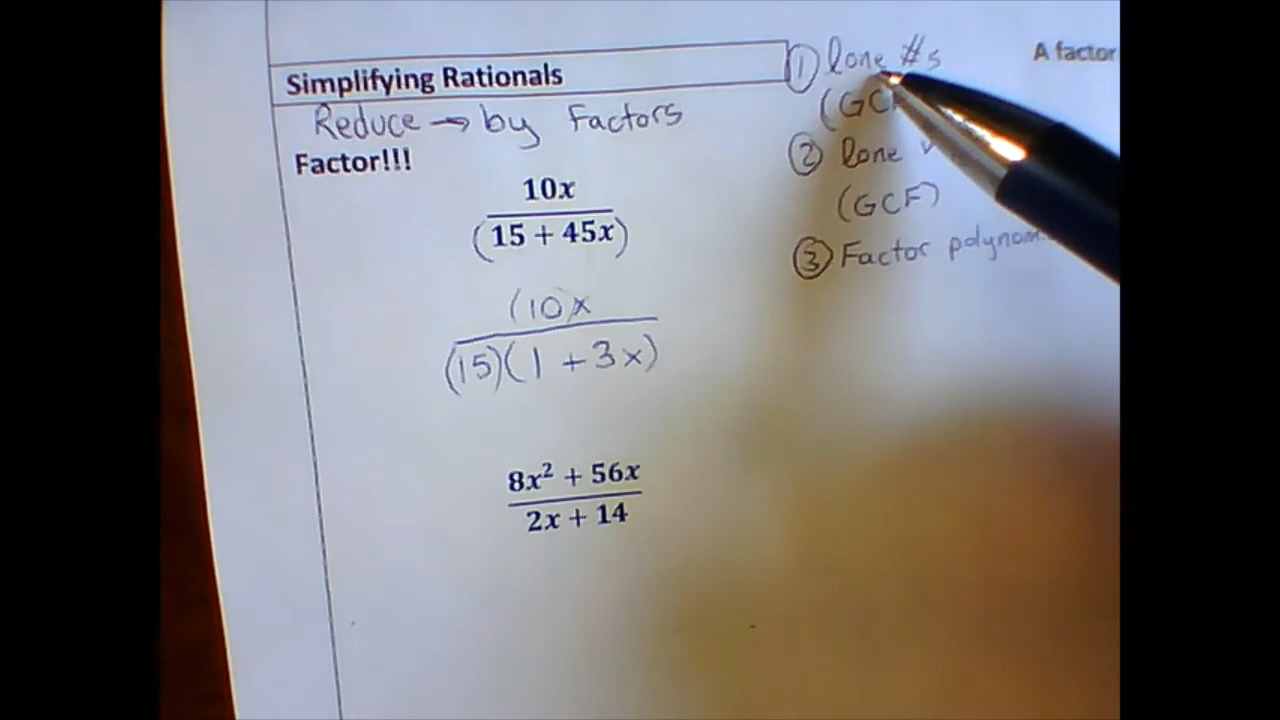 Simplifying Rationals
Reduce → by Factors
Factor!!!
10x
(15 + 45x)
(10)x
(15)(1 + 3x)
8x² + 56x
2x + 14
① lone #s
(GCF
② lone
(GCF)
③ Factor
A factor